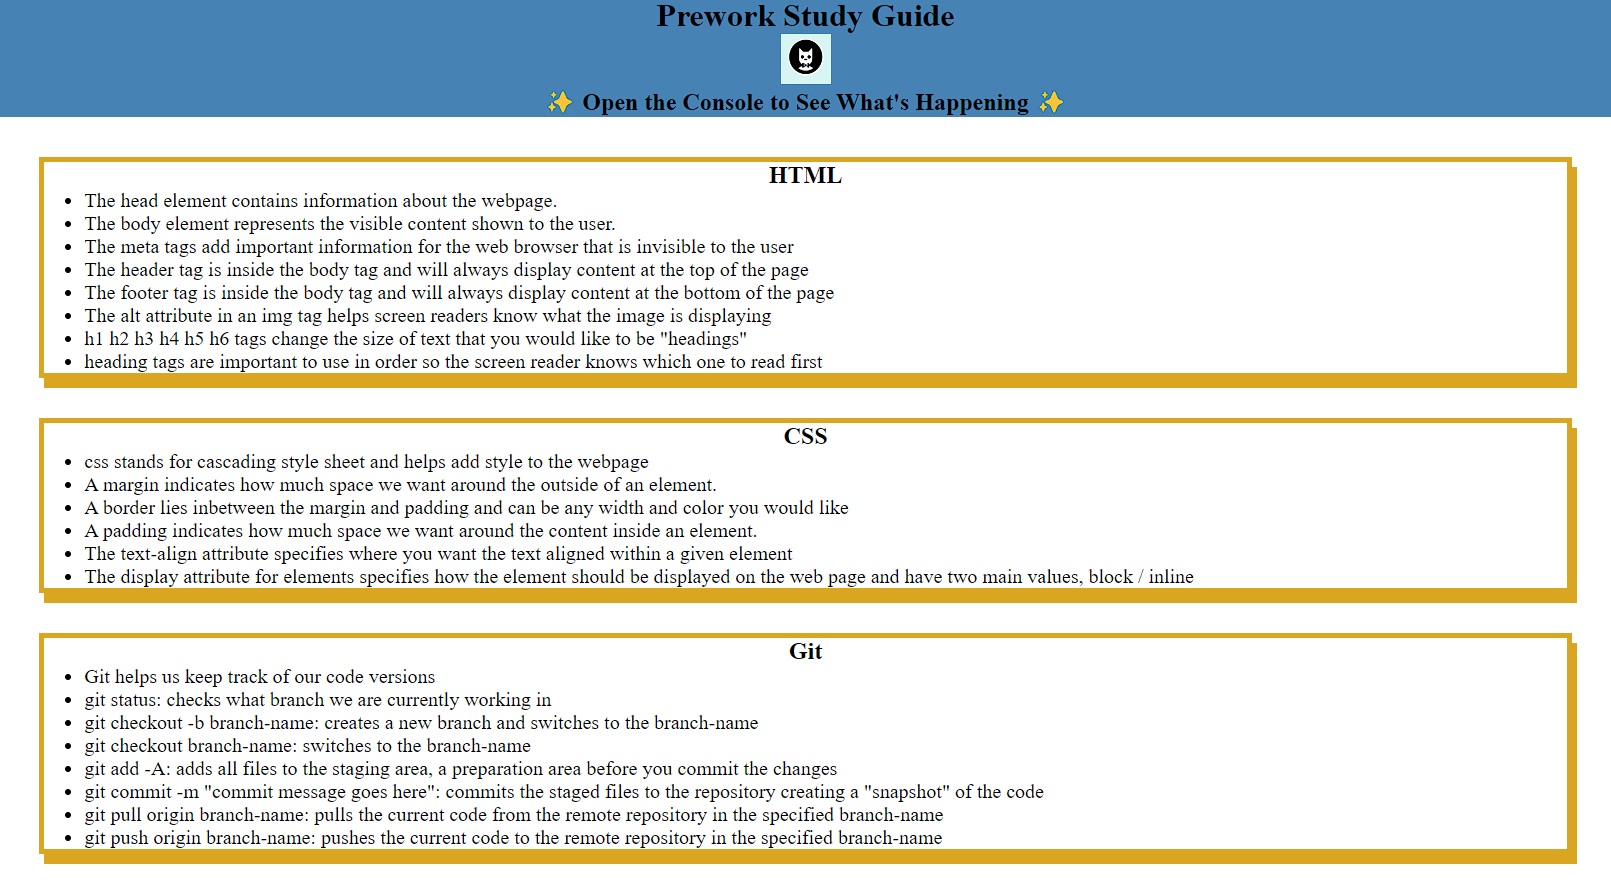 Prework Study Guide
✨ Open the Console to See What's Happening ✨
HTML
• The head element contains information about the webpage.
• The body element represents the visible content shown to the user.
• The meta tags add important information for the web browser that is invisible to the user
• The header tag is inside the body tag and will always display content at the top of the page
• The footer tag is inside the body tag and will always display content at the bottom of the page
• The alt attribute in an img tag helps screen readers know what the image is displaying
• h1 h2 h3 h4 h5 h6 tags change the size of text that you would like to be "headings"
• heading tags are important to use in order so the screen reader knows which one to read first
CSS
• css stands for cascading style sheet and helps add style to the webpage
• A margin indicates how much space we want around the outside of an element.
• A border lies inbetween the margin and padding and can be any width and color you would like
• A padding indicates how much space we want around the content inside an element.
• The text-align attribute specifies where you want the text aligned within a given element
• The display attribute for elements specifies how the element should be displayed on the web page and have two main values, block / inline
Git
• Git helps us keep track of our code versions
• git status: checks what branch we are currently working in
• git checkout -b branch-name: creates a new branch and switches to the branch-name
• git checkout branch-name: switches to the branch-name
• git add -A: adds all files to the staging area, a preparation area before you commit the changes
• git commit -m "commit message goes here": commits the staged files to the repository creating a "snapshot" of the code
• git pull origin branch-name: pulls the current code from the remote repository in the specified branch-name
• git push origin branch-name: pushes the current code to the remote repository in the specified branch-name